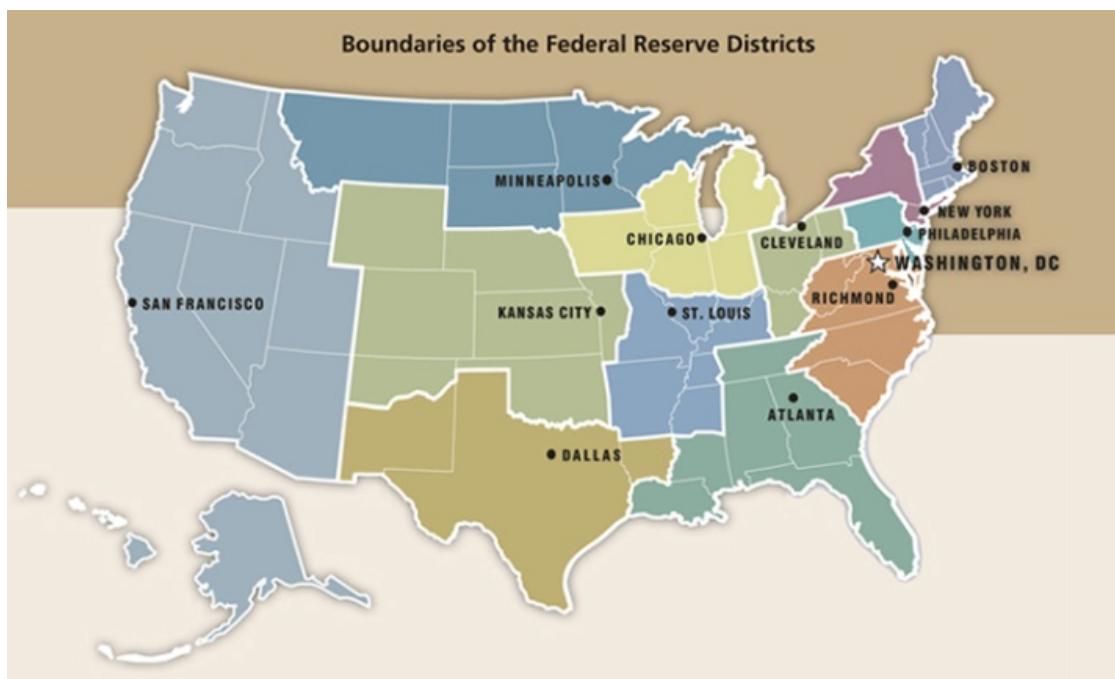 Boundaries of the Federal Reserve Districts
MINNEAPOLIS
BOSTON
NEW YORK
CHICAGO
CLEVELAND
PHILADELPHIA
WASHINGTON, DC
SAN FRANCISCO
KANSAS CITY
ST. LOUIS
RICHMOND
ATLANTA
DALLAS